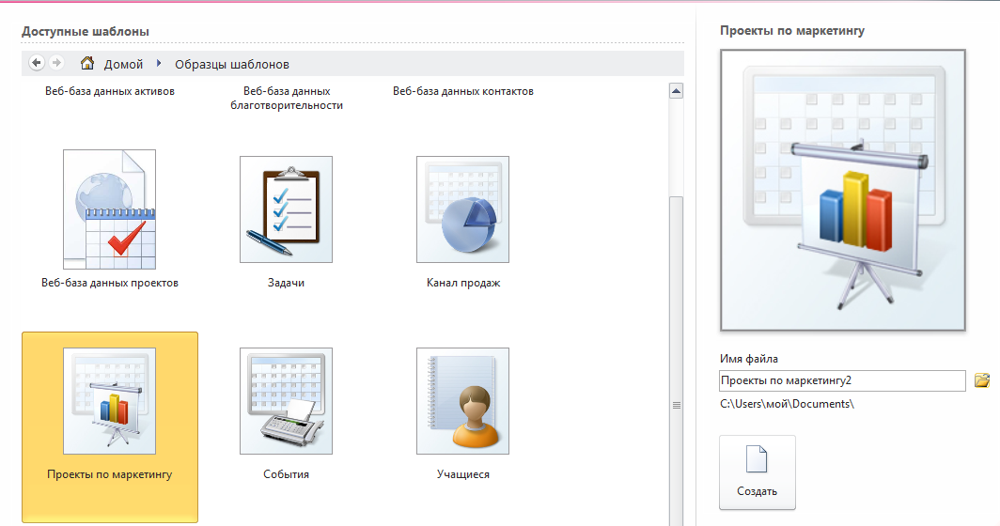 Доступные шаблоны
Домой
Образцы шаблонов
Веб-база данных активов
Веб-база данных
благотворительности
Веб-база данных контактов
Веб-база данных проектов
Задачи
Канал продаж
Проекты по маркетингу
События
Учащиеся
Проекты по маркетингу
Имя файла
Проекты по маркетингу2
C:\Users\мой\Documents\
Создать